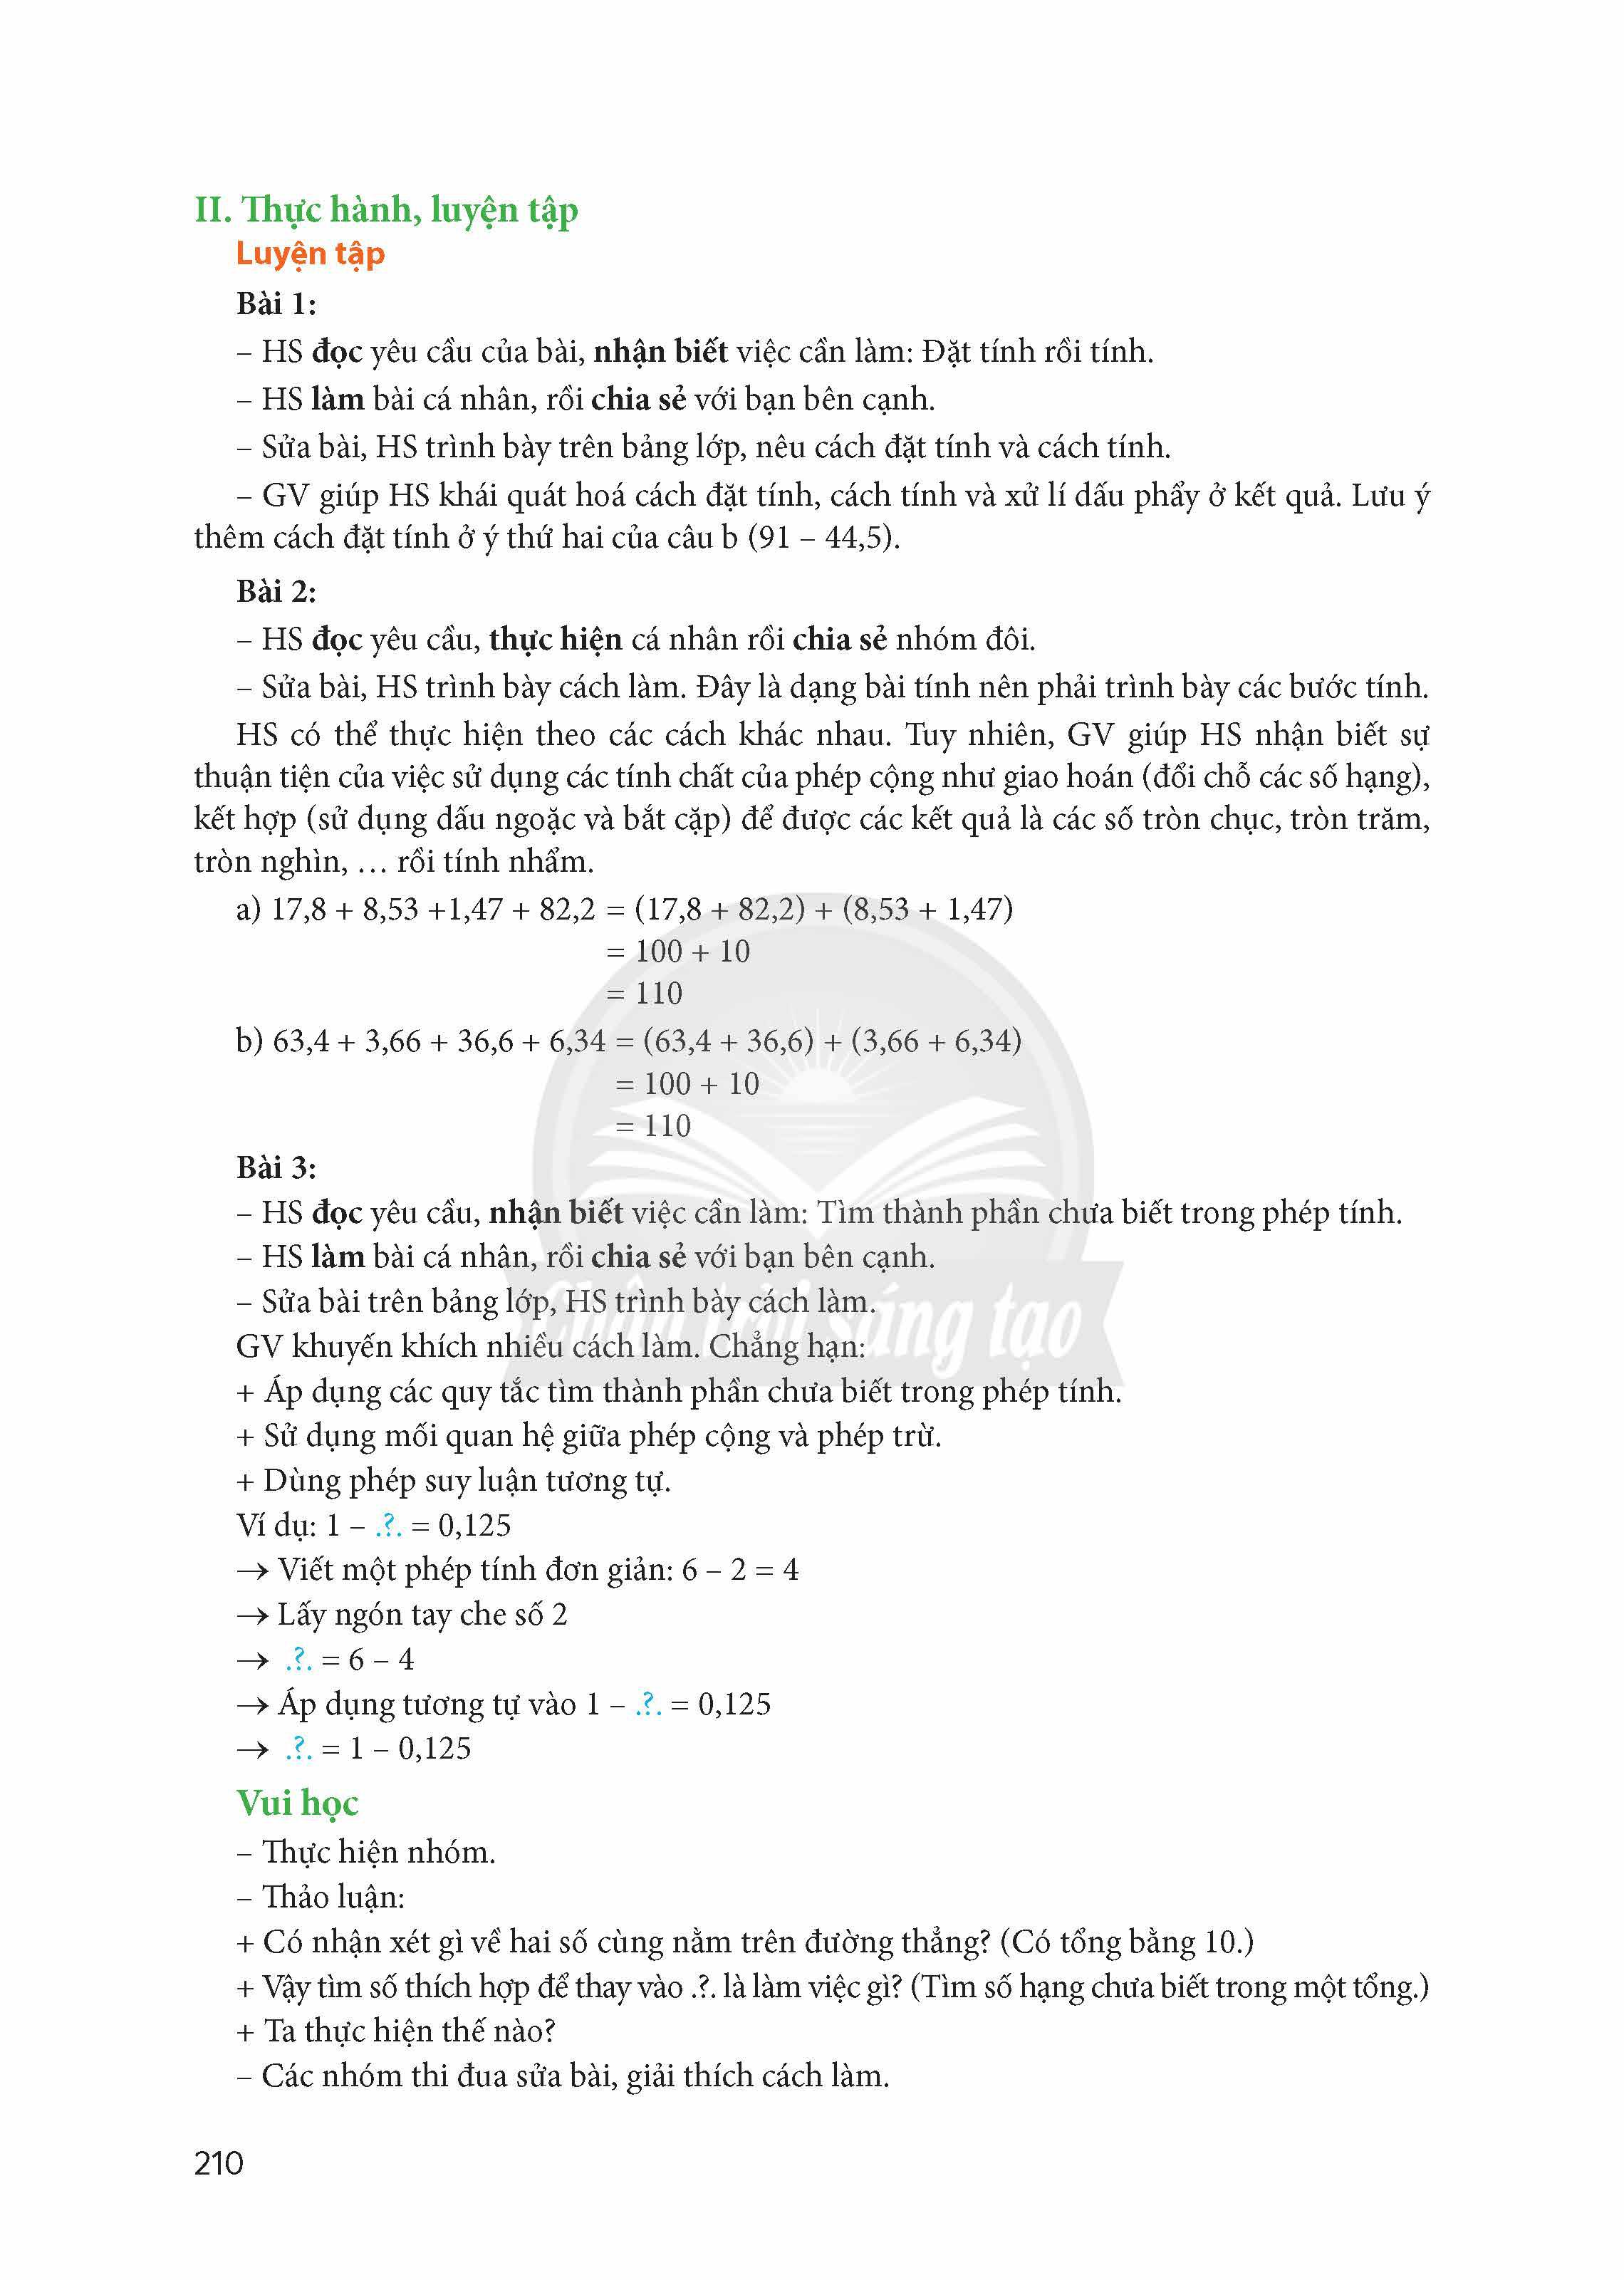 II. Thực hành, luyện tập
Luyện tập
Bài 1:
– HS đọc yêu cầu của bài, nhận biết việc cần làm: Đặt tính rồi tính.
– HS làm bài cá nhân, rồi chia sẻ với bạn bên cạnh.
– Sửa bài, HS trình bày trên bảng lớp, nêu cách đặt tính và cách tính.
– GV giúp HS khái quát hoá cách đặt tính, cách tính và xử lí dấu phẩy ở kết quả. Lưu ý
thêm cách đặt tính ở ý thứ hai của câu b (91 – 44,5).
Bài 2:
– HS đọc yêu cầu, thực hiện cá nhân rồi chia sẻ nhóm đôi.
– Sửa bài, HS trình bày cách làm. Đây là dạng bài tính nên phải trình bày các bước tính.
HS có thể thực hiện theo các cách khác nhau. Tuy nhiên, GV giúp HS nhận biết sự
thuận tiện của việc sử dụng các tính chất của phép cộng như giao hoán (đổi chỗ các số hạng),
kết hợp (sử dụng dấu ngoặc và bắt cặp) để được các kết quả là các số tròn chục, tròn trăm,
tròn nghìn, … rồi tính nhẩm.
a) 17,8 + 8,53 +1,47 + 82,2 = (17,8 + 82,2) + (8,53 + 1,47)
= 100 + 10
= 110
b) 63,4 + 3,66 + 36,6 + 6,34 = (63,4 + 36,6) + (3,66 + 6,34)
= 100 + 10
= 110
Bài 3:
– HS đọc yêu cầu, nhận biết việc cần làm: Tìm thành phần chưa biết trong phép tính.
– HS làm bài cá nhân, rồi chia sẻ với bạn bên cạnh.
– Sửa bài trên bảng lớp, HS trình bày cách làm.
Chân trời sáng tạo
GV khuyến khích nhiều cách làm. Chẳng hạn:
+ Áp dụng các quy tắc tìm thành phần chưa biết trong phép tính.
+ Sử dụng mối quan hệ giữa phép cộng và phép trừ.
+ Dùng phép suy luận tương tự.
Ví dụ: 1 – .?. = 0,125
→ Viết một phép tính đơn giản: 6 – 2 = 4
→ Lấy ngón tay che số 2
→ .?. = 6 – 4
→ Áp dụng tương tự vào 1 – .?. = 0,125
→ .?. = 1 – 0,125
Vui học
– Thực hiện nhóm.
– Thảo luận:
+ Có nhận xét gì về hai số cùng nằm trên đường thẳng? (Có tổng bằng 10.)
+ Vậy tìm số thích hợp để thay vào .?. là làm việc gì? (Tìm số hạng chưa biết trong một tổng.)
+ Ta thực hiện thế nào?
– Các nhóm thi đua sửa bài, giải thích cách làm.
210